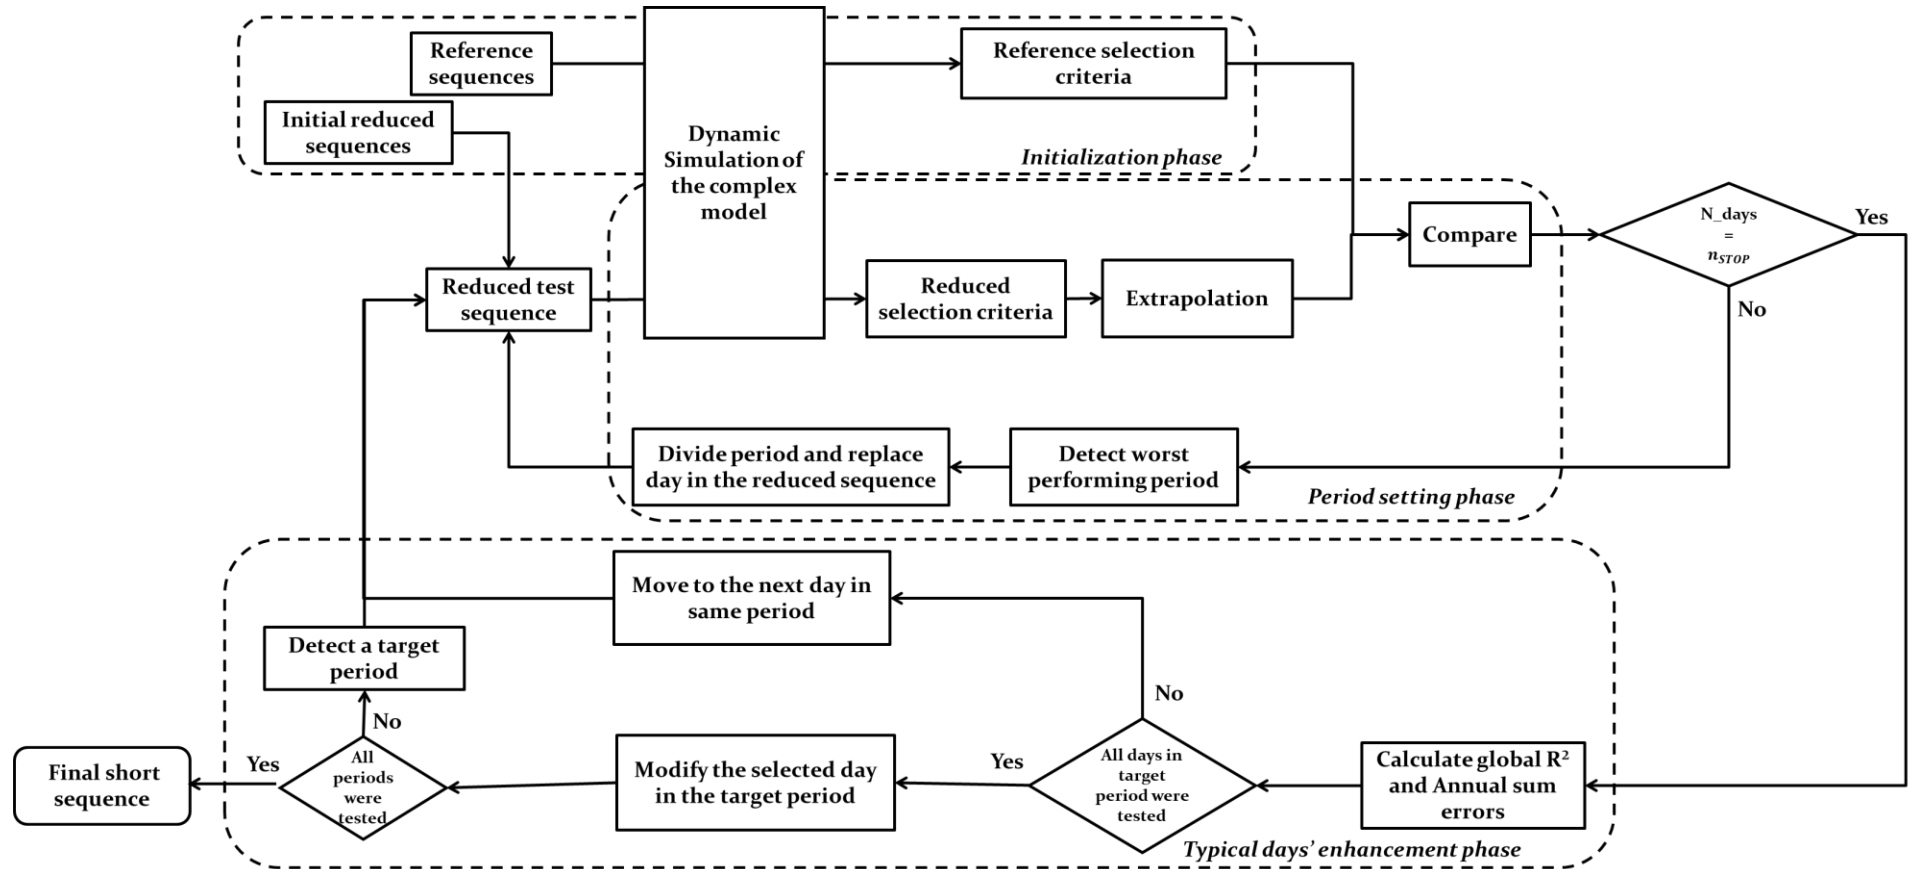 Reference
sequences
Reference selection
criteria
Initial reduced
sequences
Dynamic
Simulation of
the complex
model
Initialization phase
N_days
=
nSTOP
Yes
Compare
Reduced test
sequence
Reduced
selection criteria
Extrapolation
No
Divide period and replace
day in the reduced sequence
Detect worst
performing period
Period setting phase
Move to the next day in
same period
Detect a target
period
No
No
Final short
sequence
Yes
All
periods
were
tested
Modify the selected day
in the target period
Yes
All days in
target
period were
tested
Calculate global R²
and Annual sum
errors
Typical days’ enhancement phase